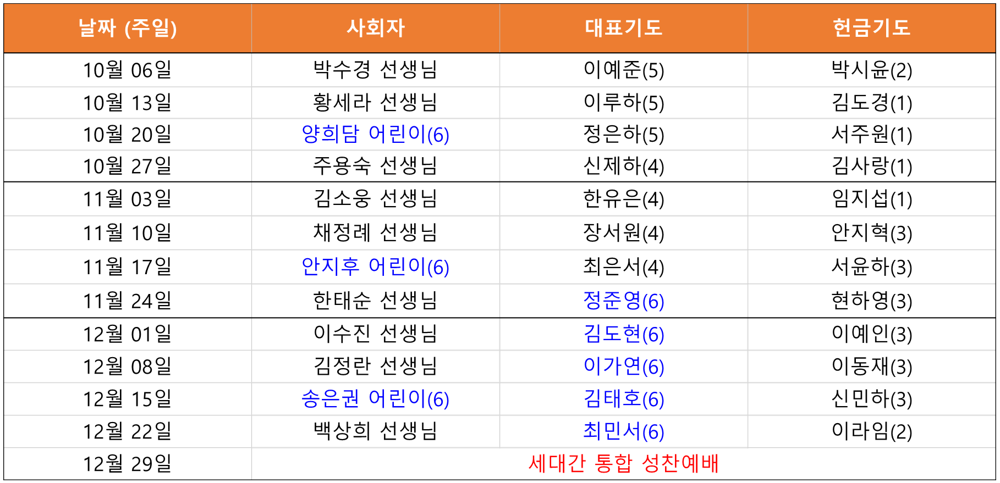 날짜 (주일) 사회자 대표기도 헌금기도
10월 06일 박수경 선생님 이예준(5) 박시윤(2)
10월 13일 황세라 선생님 이루하(5) 김도경(1)
10월 20일 양희담 어린이(6) 정은하(5) 서주원(1)
10월 27일 주용숙 선생님 신제하(4) 김사랑(1)
11월 03일 김소웅 선생님 한유은(4) 임지섭(1)
11월 10일 채정례 선생님 장서원(4) 안지혁(3)
11월 17일 안지후 어린이(6) 최은서(4) 서윤하(3)
11월 24일 한태순 선생님 정준영(6) 현하영(3)
12월 01일 이수진 선생님 김도현(6) 이예인(3)
12월 08일 김정란 선생님 이가연(6) 이동재(3)
12월 15일 송은권 어린이(6) 김태호(6) 신민하(3)
12월 22일 백상희 선생님 최민서(6) 이라임(2)
12월 29일 세대간 통합 성찬예배